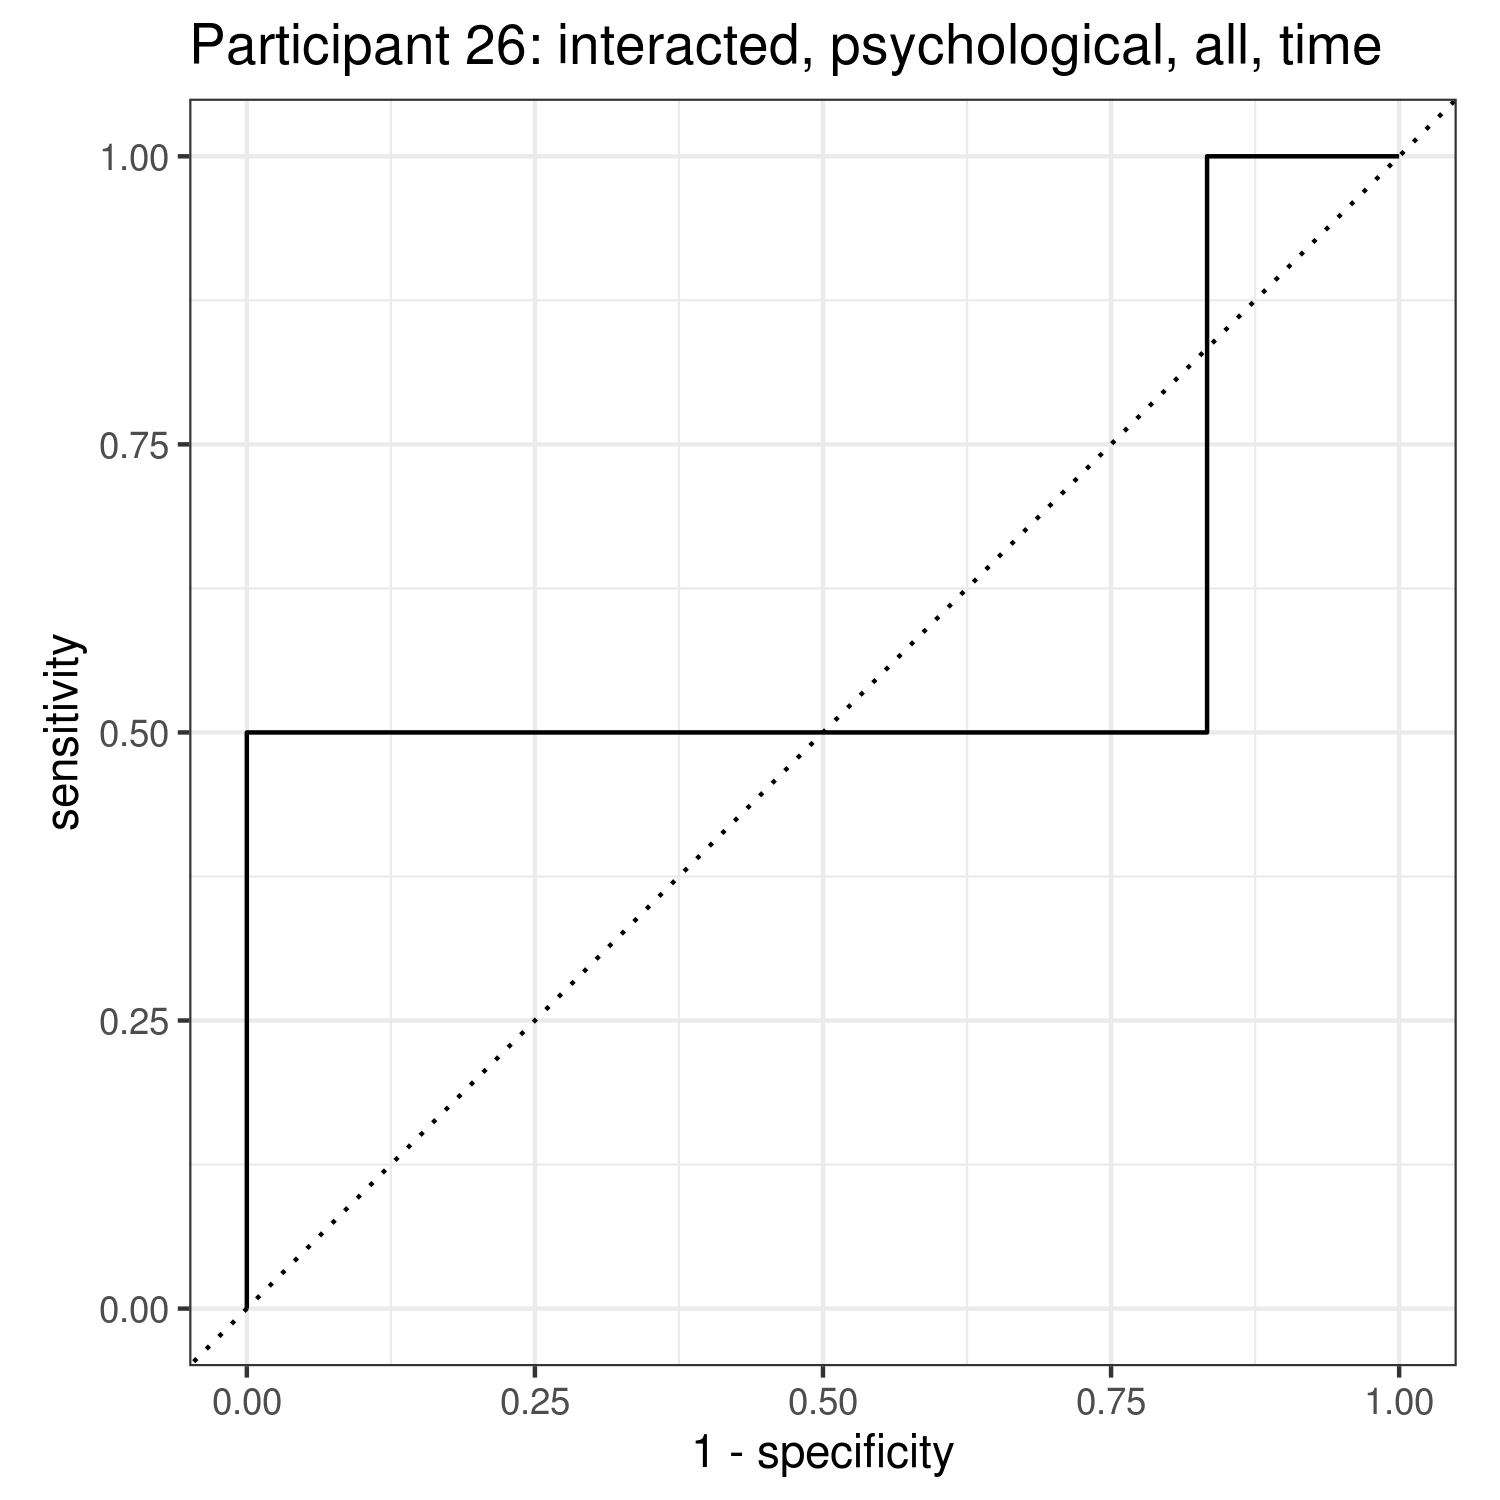 Participant 26: interacted, psychological, all, time
1.00
0.75
0.50
0.25
0.00
sensitivity
0.00 0.25 0.50 0.75 1.00
1 - specificity